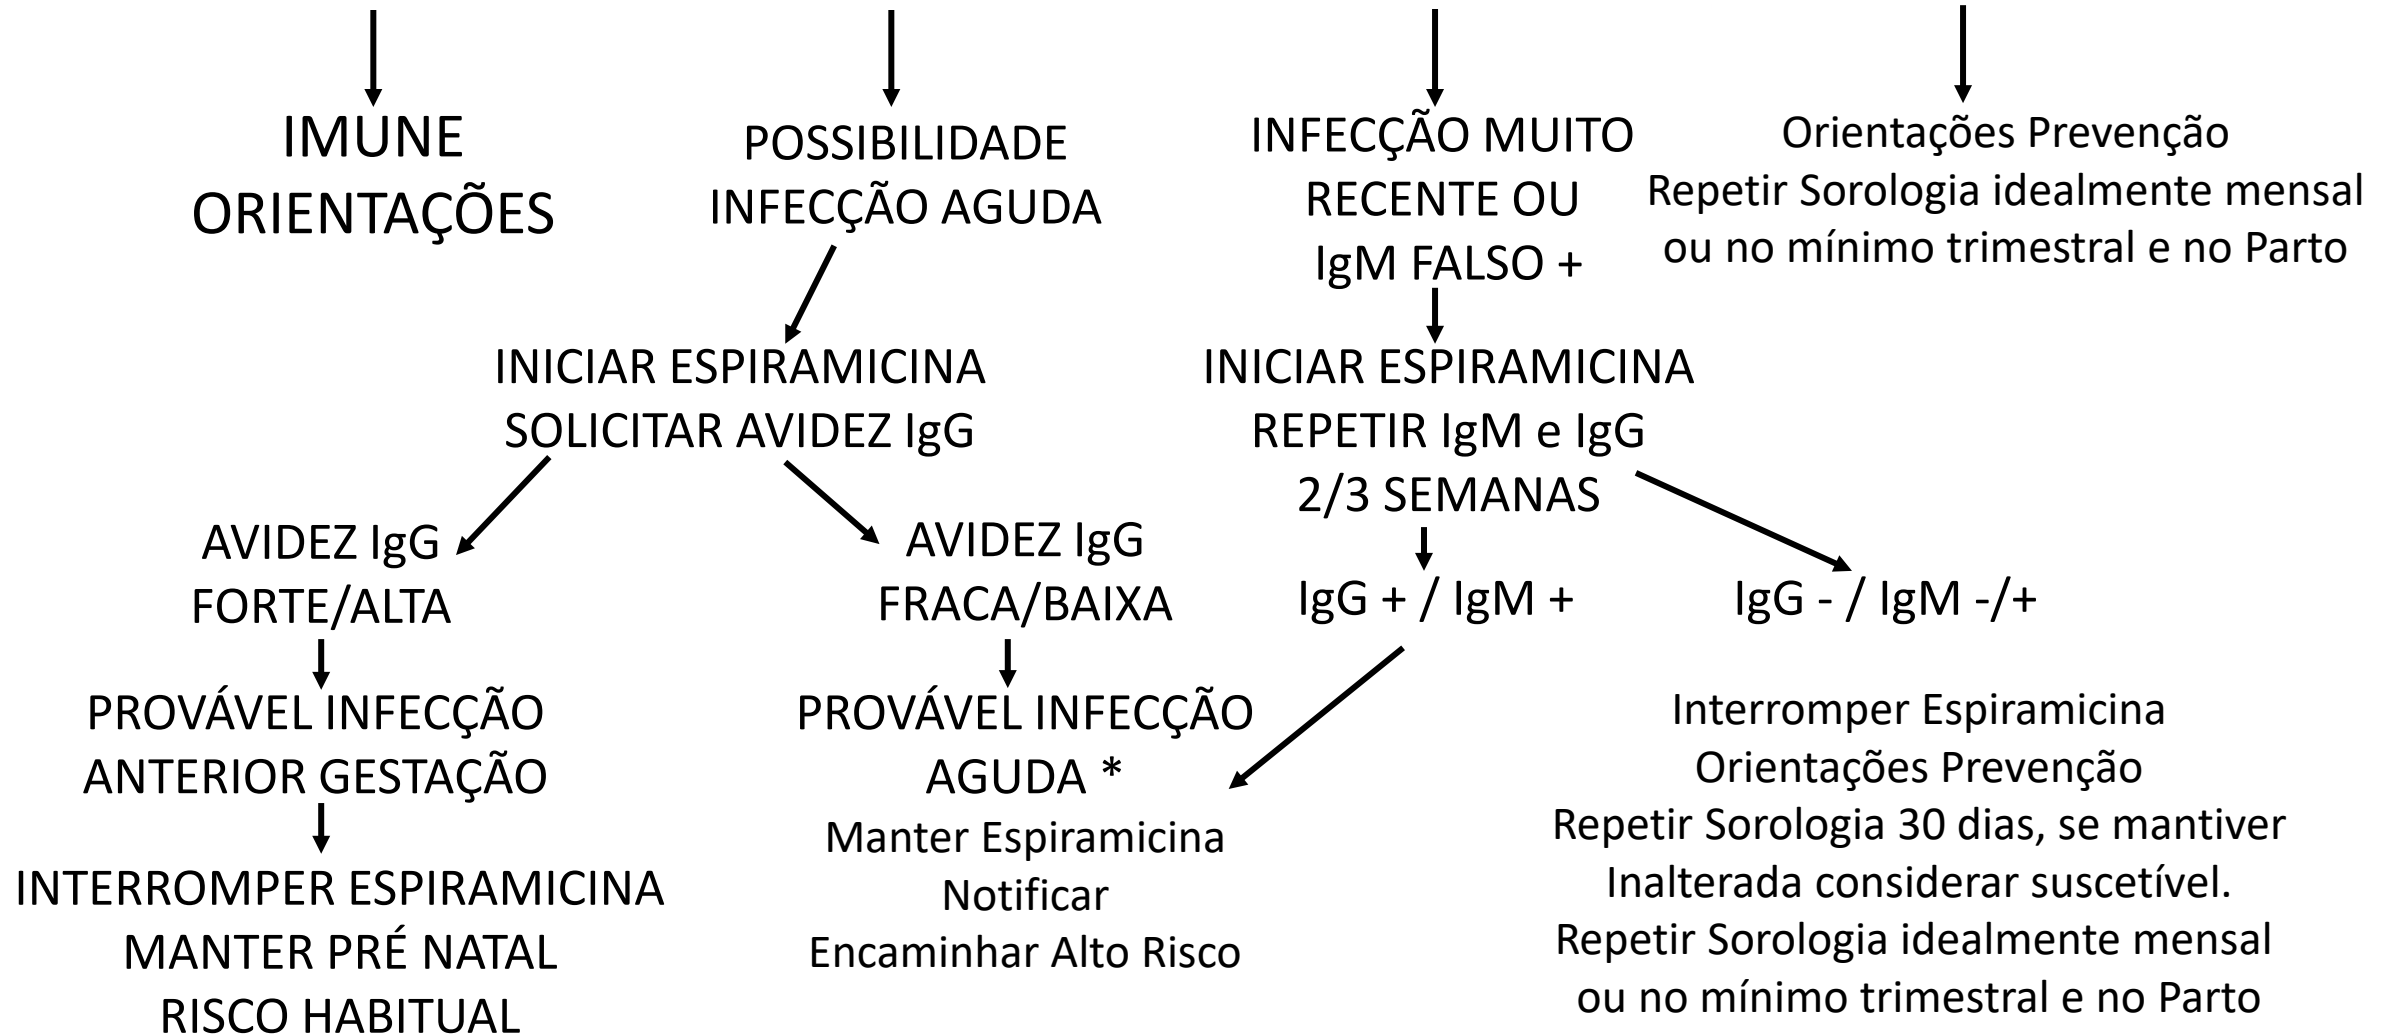 IMUNE
ORIENTAÇÕES
POSSIBILIDADE
INFECÇÃO AGUDA
INFECÇÃO MUITO
RECENTE OU
IgM FALSO +
Orientações Prevenção
Repetir Sorologia idealmente mensal
ou no mínimo trimestral e no Parto
INICIAR ESPIRAMICINA
SOLICITAR AVIDEZ IgG
INICIAR ESPIRAMICINA
REPETIR IgM e IgG
2/3 SEMANAS
AVIDEZ IgG
FORTE/ALTA
AVIDEZ IgG
FRACA/BAIXA
IgG + / IgM +
IgG - / IgM -/+
PROVÁVEL INFECÇÃO
ANTERIOR GESTAÇÃO
PROVÁVEL INFECÇÃO
AGUDA *
Manter Espiramicina
Notificar
Encaminhar Alto Risco
Interromper Espiramicina
Orientações Prevenção
Repetir Sorologia 30 dias, se mantiver
Inalterada considerar suscetível.
Repetir Sorologia idealmente mensal
ou no mínimo trimestral e no Parto
INTERROMPER ESPIRAMICINA
MANTER PRÉ NATAL
RISCO HABITUAL